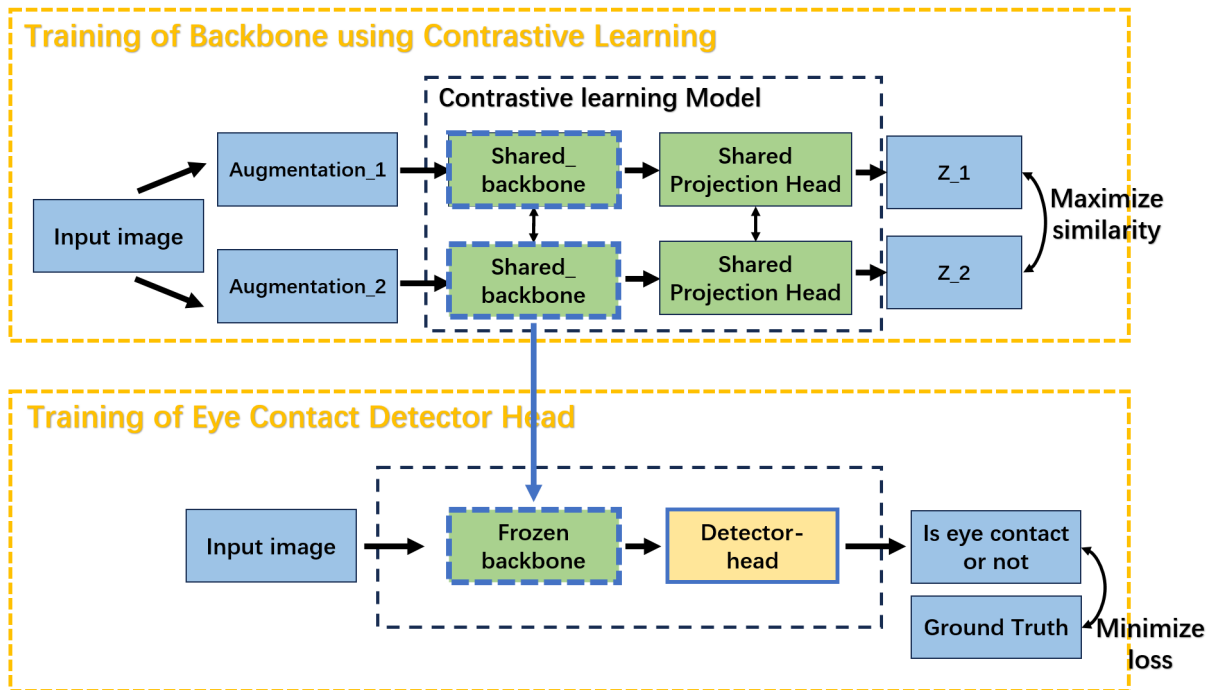 Training of Backbone using Contrastive Learning
Contrastive learning Model
Augmentation_1
Shared_
backbone
Shared
Projection Head
Z_1
Input image
Maximize
similarity
Augmentation_2
Shared_
backbone
Shared
Projection Head
Z_2
Training of Eye Contact Detector Head
Input image
Frozen
backbone
Detector-
head
Is eye contact
or not
Ground Truth
Minimize
loss